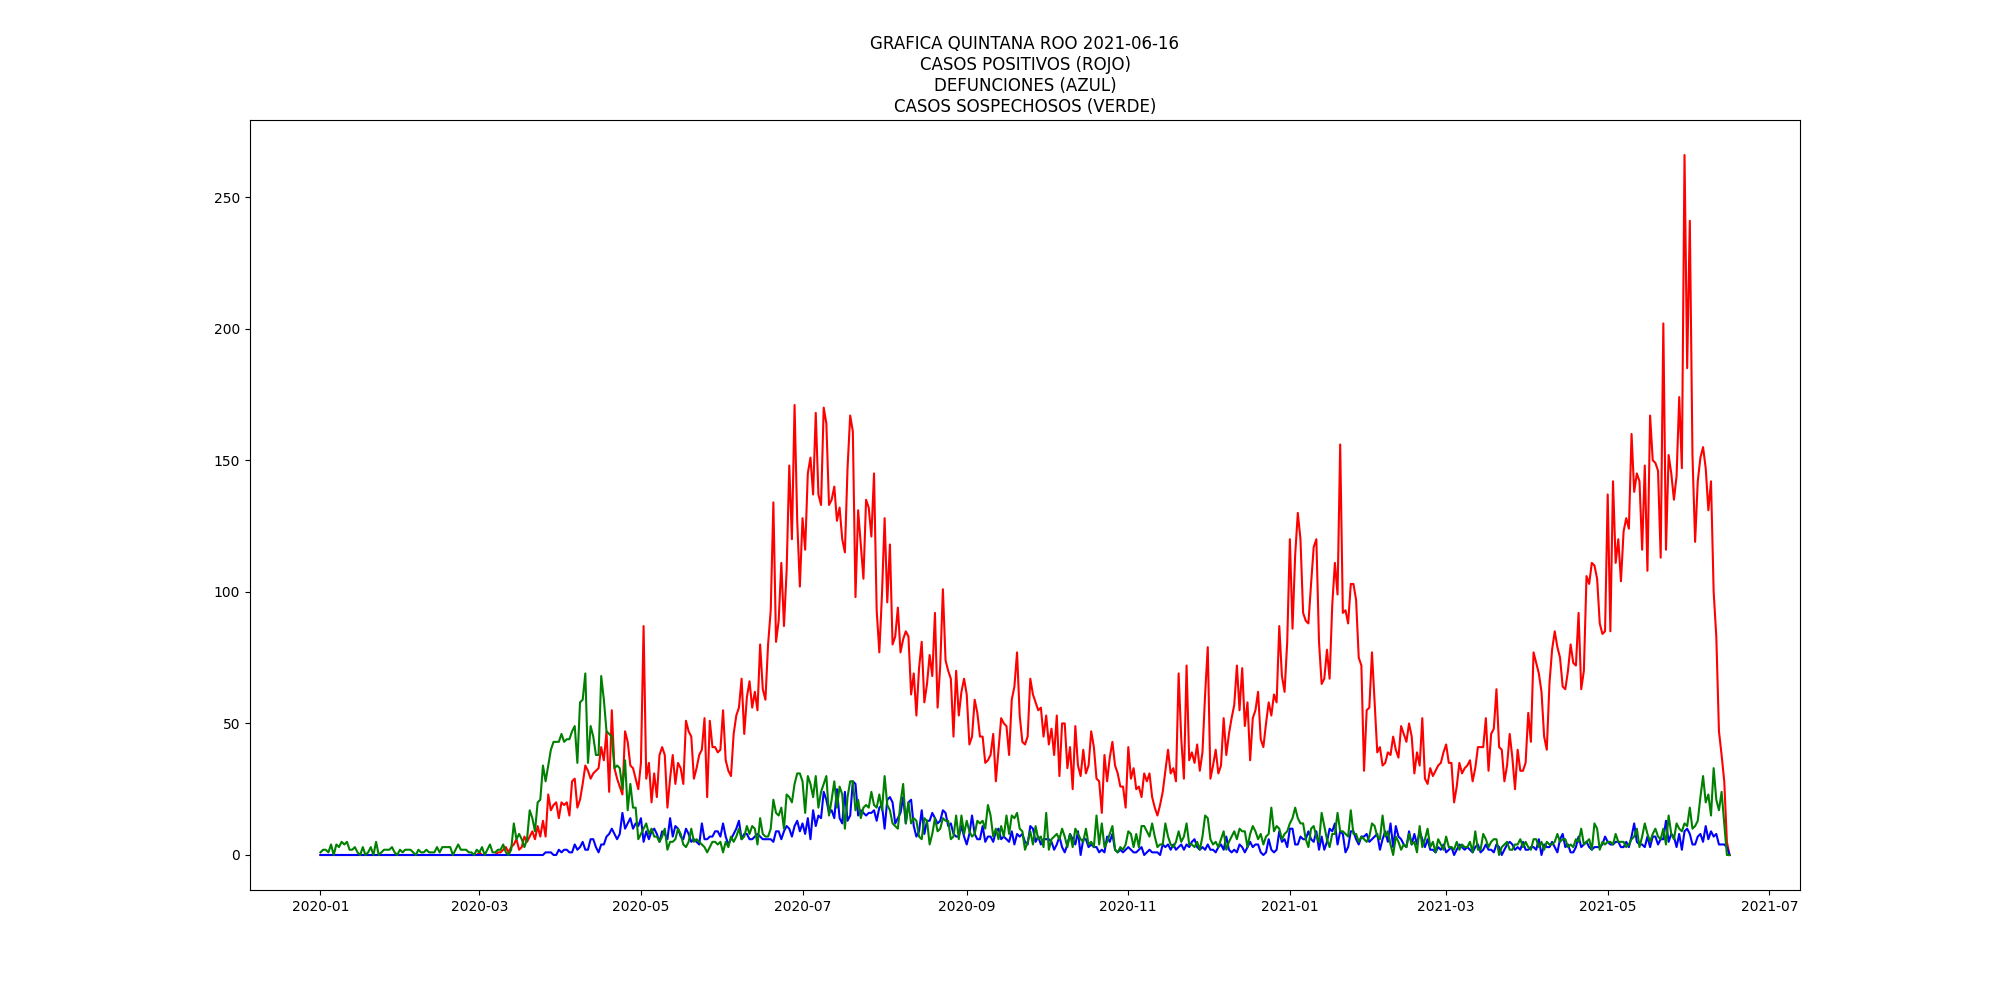 GRAFICA QUINTANA ROO 2021-06-16
CASOS POSITIVOS (ROJO)
DEFUNCIONES (AZUL)
CASOS SOSPECHOSOS (VERDE)
250
200
150
100
50
0
2020-01 2020-03 2020-05 2020-07 2020-09 2020-11 2021-01 2021-03 2021-05 2021-07